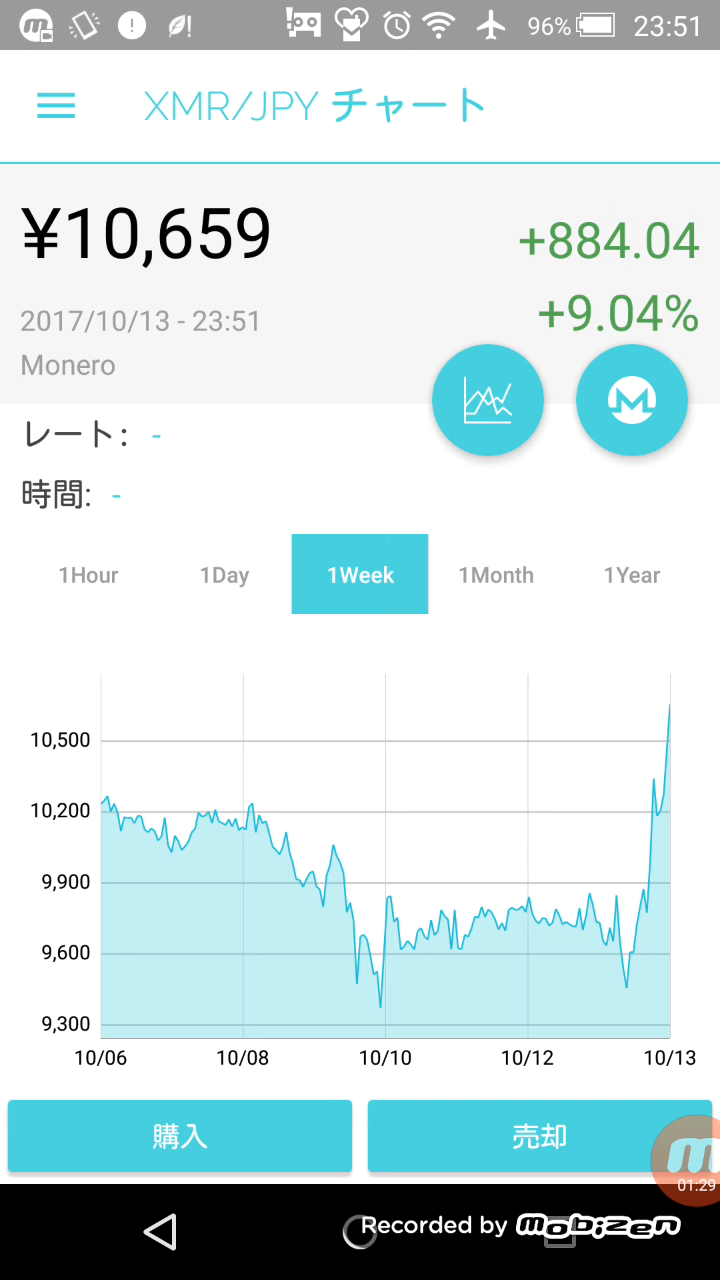 96% 23:51
XMR/JPY チャート
¥10,659
+884.04
+9.04%
2017/10/13 - 23:51
Monero
レート: -
時間: -
1Hour 1Day 1Week 1Month 1Year
10,500
10,200
9,900
9,600
9,300
10/06 10/08 10/10 10/12 10/13
購入 売却
01:29
Recorded by mobizen